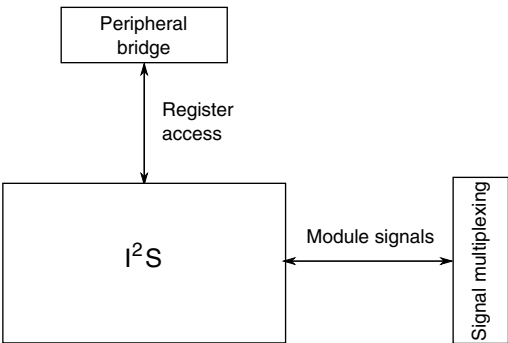 Peripheral
bridge
Register
access
I²S
Module signals
Signal multiplexing